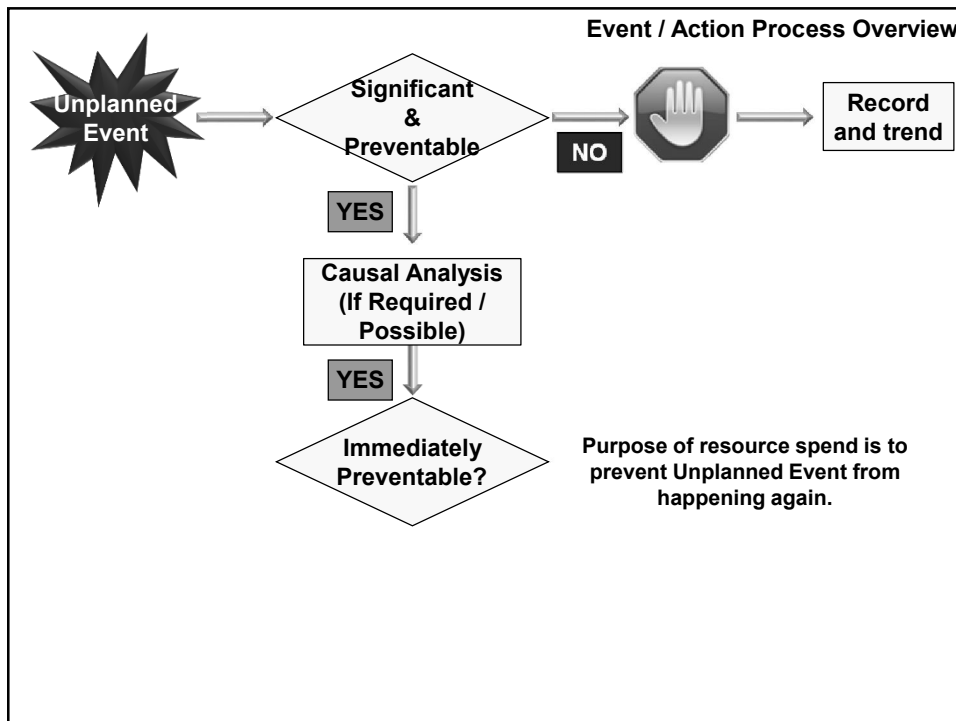 Event / Action Process Overview
Unplanned
Event
Significant
&
Preventable
NO
Record
and trend
YES
Causal Analysis
(If Required /
Possible)
YES
Immediately
Preventable?
Purpose of resource spend is to
prevent Unplanned Event from
happening again.